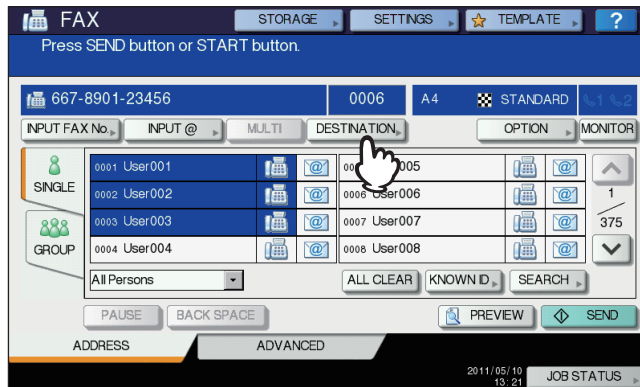 FAX STORAGE SETTINGS TEMPLATE ?
Press SEND button or START button.
667-8901-23456 0006 A4 STANDARD 1 2
INPUT FAX No. INPUT @ MULTI DESTINATION OPTION MONITOR
SINGLE
GROUP
0001 User001
0002 User002
0003 User003
0004 User004
05
0006 User006
0007 User007
0008 User008
1
375
All Persons ALL CLEAR KNOWN ID SEARCH
PAUSE BACK SPACE PREVIEW SEND
ADDRESS ADVANCED
2011/05/10
13:21
JOB STATUS